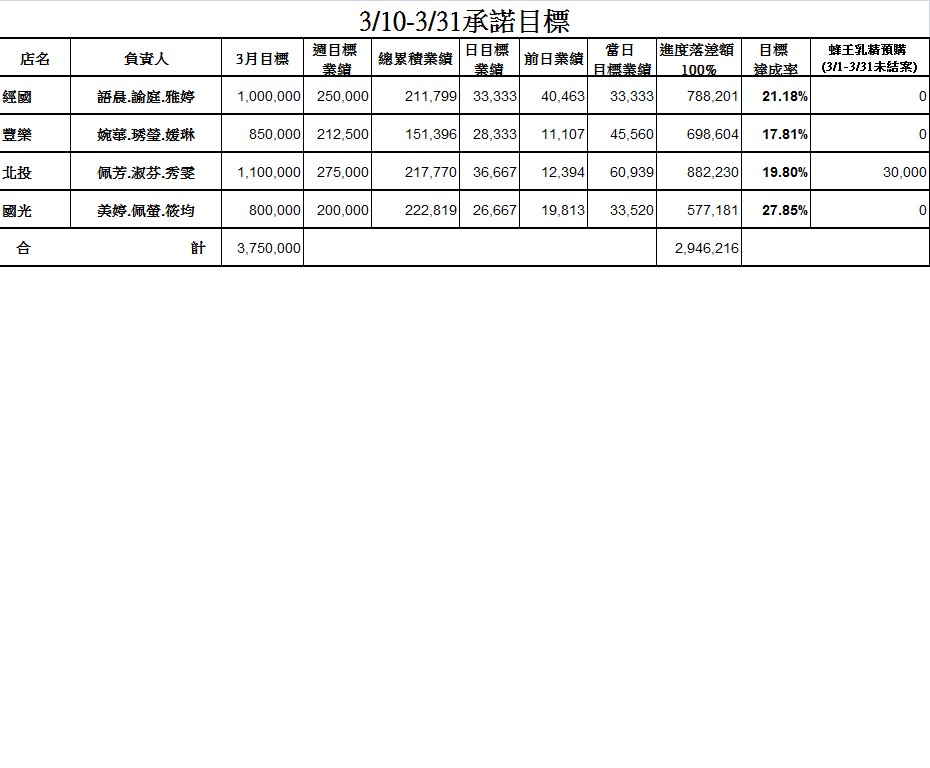 3/10-3/31承諾目標
店名 負責人 3月目標 週目標業績 總累積業績 日目標業績 前日業績 當日目標業績 進度落差額100% 目標達成率 蜂王乳精預購(3/1-3/31未結案)
經國 語晨.諭庭.雅婷 1,000,000 250,000 211,799 33,333 40,463 33,333 788,201 21.18% 0
豐樂 婉華.琇瑩.媛琳 850,000 212,500 151,396 28,333 11,107 45,560 698,604 17.81% 0
北投 佩芳.淑芬.秀雯 1,100,000 275,000 217,770 36,667 12,394 60,939 882,230 19.80% 30,000
國光 美婷.佩螢.筱均 800,000 200,000 222,819 26,667 19,813 33,520 577,181 27.85% 0
合 計 3,750,000 2,946,216